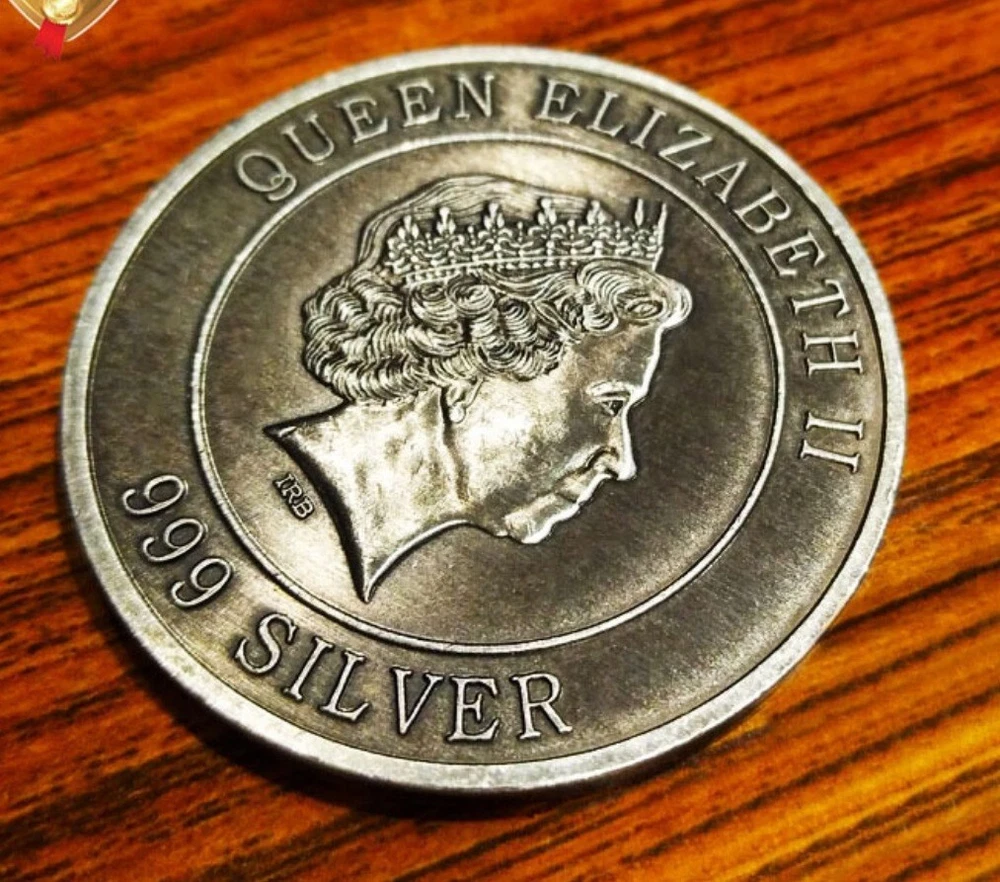 QUEEN ELIZABETH II
IRB
999 SILVER